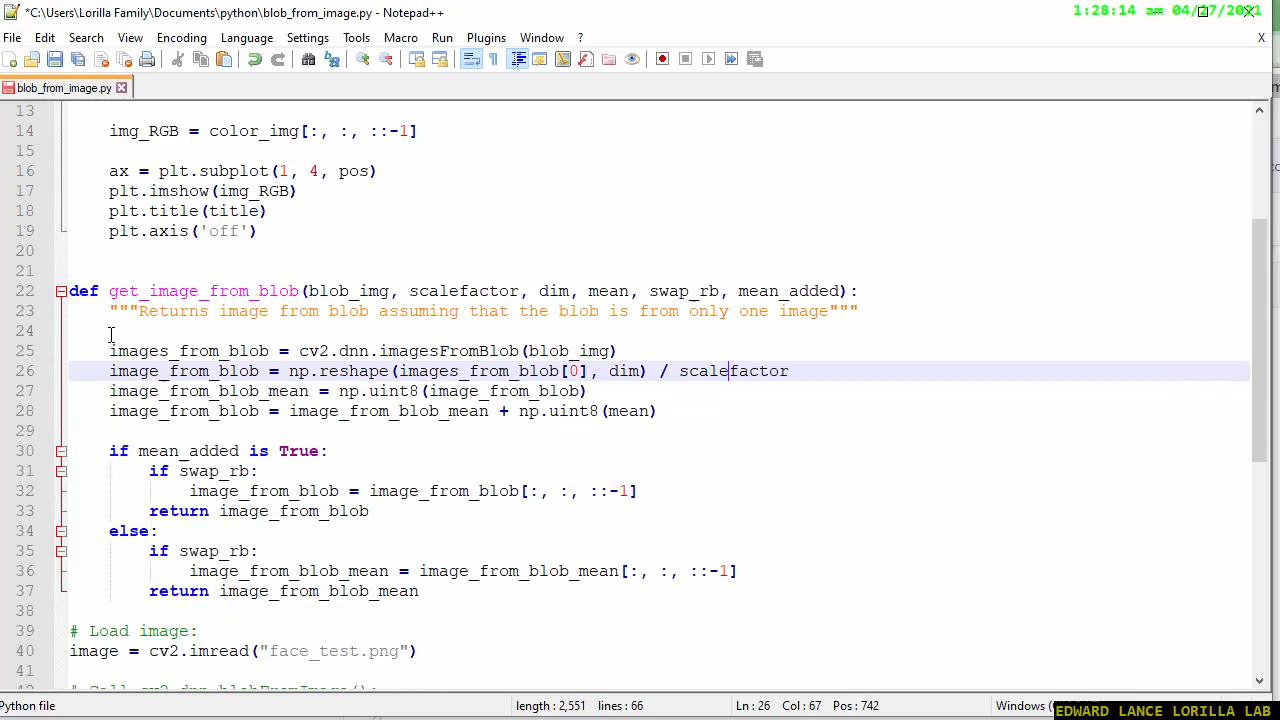 *C:\Users\Lorilla Family\Documents\python\blob_from_image.py - Notepad++
1:28:14 am 04/27/2021
File Edit Search View Encoding Language Settings Tools Macro Run Plugins Window ? X
blob_from_image.py
13
14 img_RGB = color_img[:, :, ::-1]
15
16 ax = plt.subplot(1, 4, pos)
17 plt.imshow(img_RGB)
18 plt.title(title)
19 plt.axis('off')
20
21
22 def get_image_from_blob(blob_img, scalefactor, dim, mean, swap_rb, mean_added):
23 """Returns image from blob assuming that the blob is from only one image"""
24
25 images_from_blob = cv2.dnn.imagesFromBlob(blob_img)
26 image_from_blob = np.reshape(images_from_blob[0], dim) / scalefactor
27 image_from_blob_mean = np.uint8(image_from_blob)
28 image_from_blob = image_from_blob_mean + np.uint8(mean)
29
30 if mean_added is True:
31 if swap_rb:
32 image_from_blob = image_from_blob[:, :, ::-1]
33 return image_from_blob
34 else:
35 if swap_rb:
36 image_from_blob_mean = image_from_blob_mean[:, :, ::-1]
37 return image_from_blob_mean
38
39 # Load image:
40 image = cv2.imread("face_test.png")
41
42 # Call cv2.dnn.blobFromImage():
Python file length : 2,551 lines : 66 Ln : 26 Col : 67 Pos : 742 Windows (
EDWARD LANCE LORILLA LAB